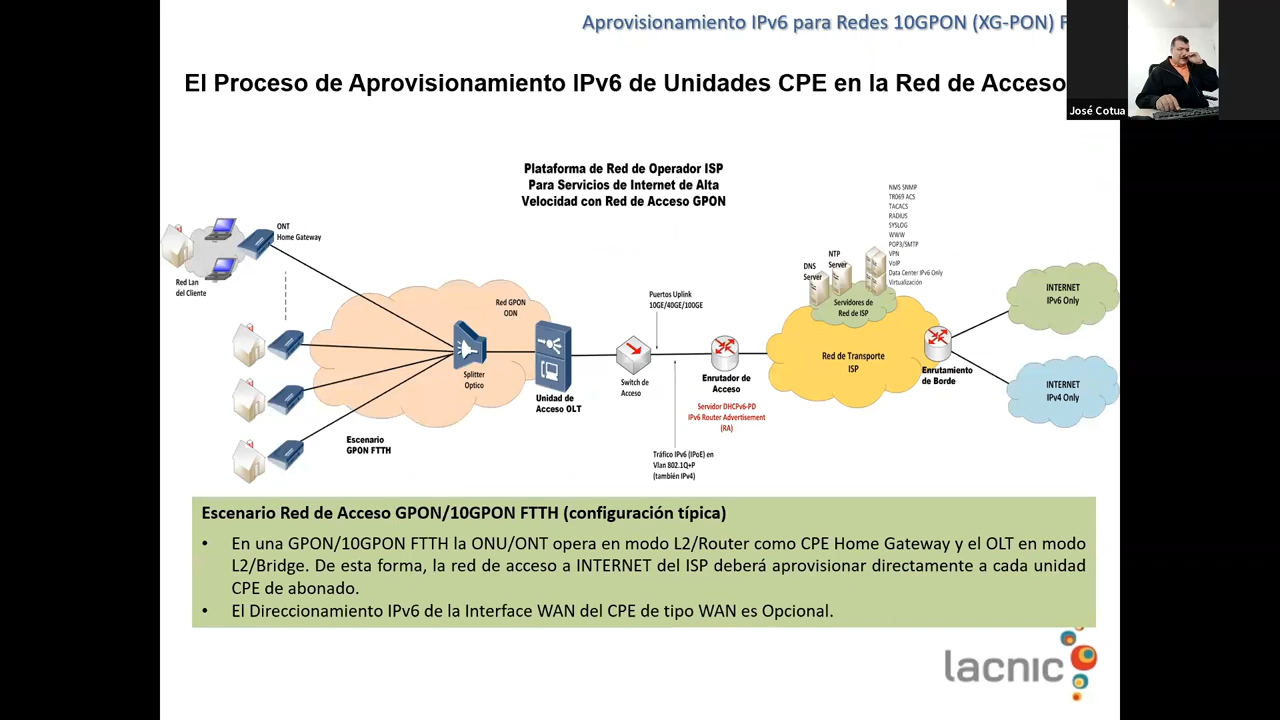 Aprovisionamiento IPv6 para Redes 10GPON (XG-PON) F
El Proceso de Aprovisionamiento IPv6 de Unidades CPE en la Red de Acceso
José Cotua
Plataforma de Red de Operador ISP
Para Servicios de Internet de Alta
Velocidad con Red de Acceso GPON
NMS SNMP
TR069 ACS
TACACS
RADIUS
SYSLOG
WWW
POP3/SMTP
VPN
VoIP
Data Center IPv6 Only
Virtualización
ONT
Home Gateway
Red Lan
del Cliente
Red GPON
ODN
Puertos Uplink
10GE/40GE/100GE
DNS
Server
NTP
Server
Servidores de
Red de ISP
INTERNET
IPv6 Only
Splitter
Optico
Unidad de
Acceso OLT
Switch de
Acceso
Enrutador de
Acceso
Servidor DHCPv6-PD
IPv6 Router Advertisement
(RA)
Red de Transporte
ISP
Enrutamiento
de Borde
INTERNET
IPv4 Only
Escenario
GPON FTTH
Tráfico IPv6 (IPoE) en
Vlan 802.1Q+P
(también IPv4)
Escenario Red de Acceso GPON/10GPON FTTH (configuración típica)
• En una GPON/10GPON FTTH la ONU/ONT opera en modo L2/Router como CPE Home Gateway y el OLT en modo
L2/Bridge. De esta forma, la red de acceso a INTERNET del ISP deberá aprovisionar directamente a cada unidad
CPE de abonado.
• El Direccionamiento IPv6 de la Interface WAN del CPE de tipo WAN es Opcional.
lacnic